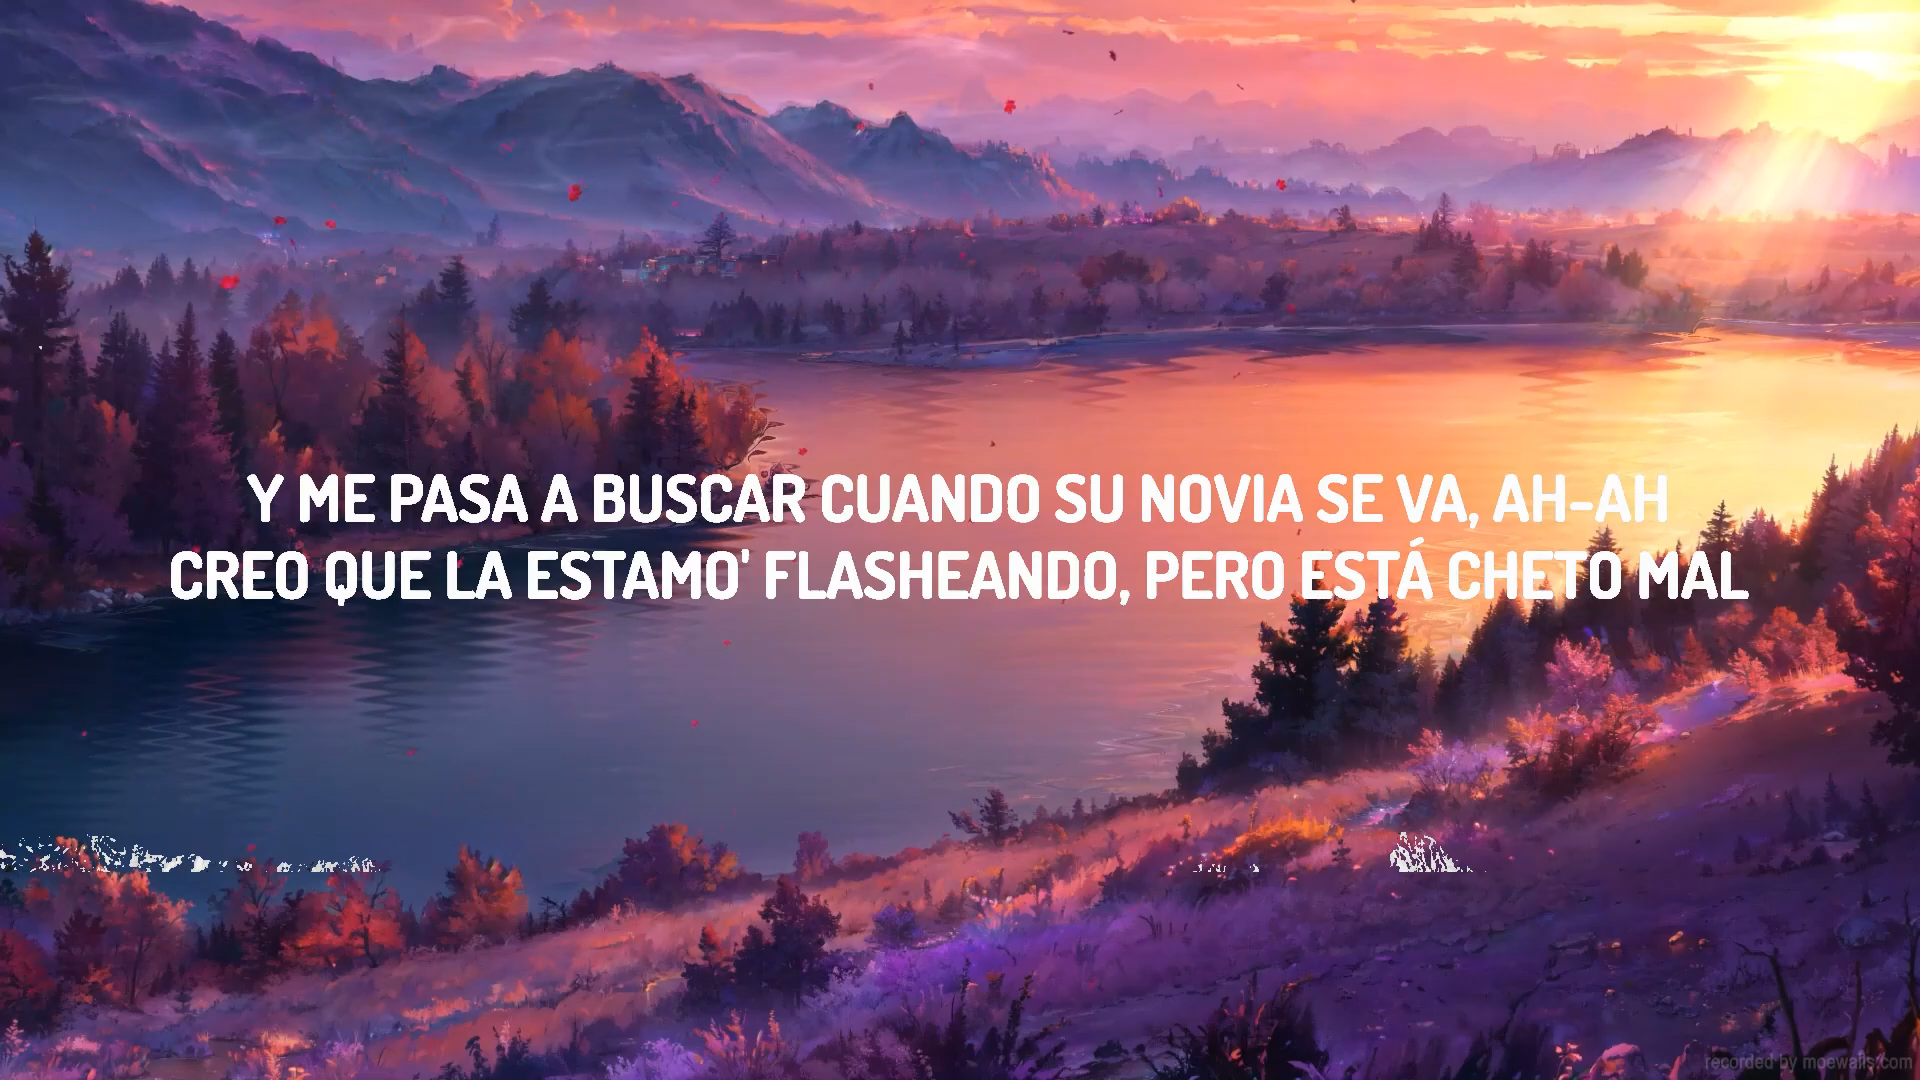 Y ME PASA A BUSCAR CUANDO SU NOVIA SE VA, AH-AH
CREO QUE LA ESTAMO' FLASHEANDO, PERO ESTÁ CHETO MAL
recorded by moewalls.com